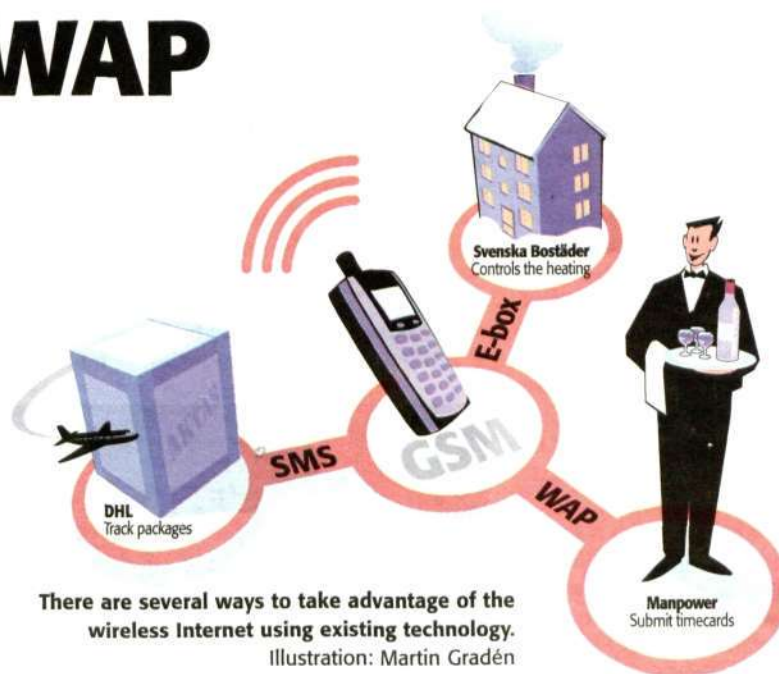 WAP
Svenska Bostäder
Controls the heating
E-box
GSM
SMS
WAP
DHL
Track packages
Manpower
Submit timecards
There are several ways to take advantage of the
wireless Internet using existing technology.
Illustration: Martin Gradén